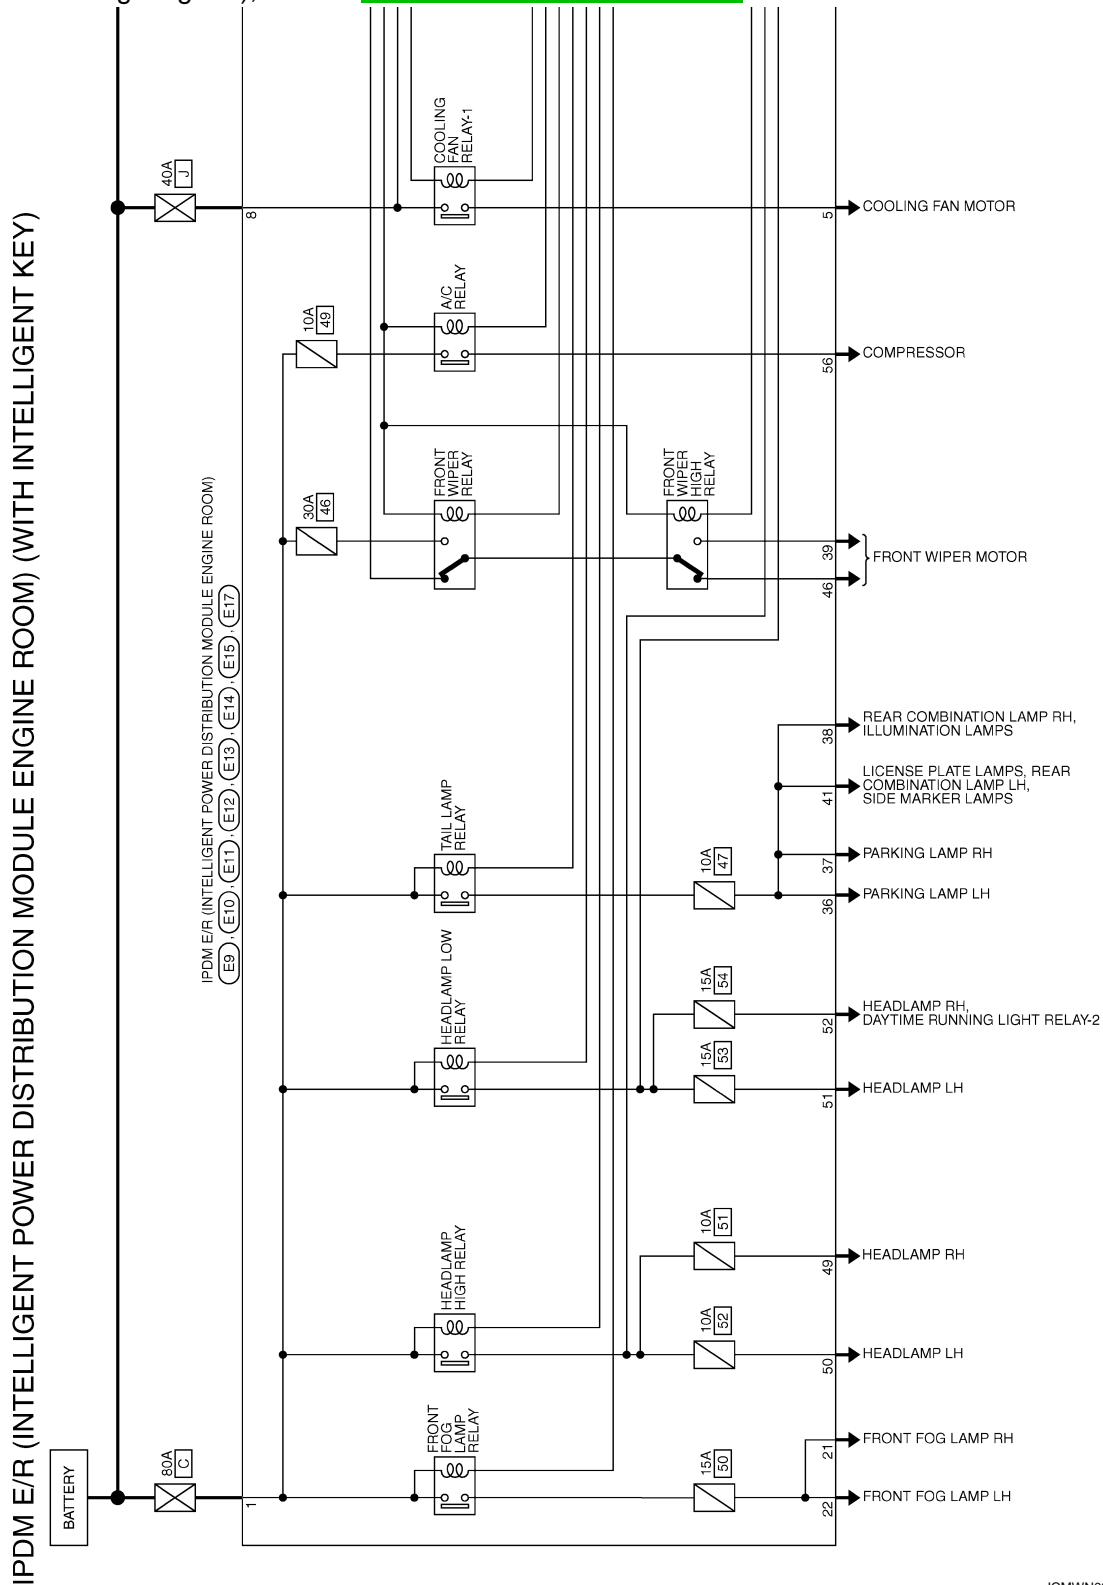 IPDM E/R (INTELLIGENT POWER DISTRIBUTION MODULE ENGINE ROOM) (WITH INTELLIGENT KEY)
BATTERY
80A
C
40A
J
IPDM E/R (INTELLIGENT POWER DISTRIBUTION MODULE ENGINE ROOM)
E9 , E10 , E11 , E12 , E13 , E14 , E15 , E17
1
8
10A
49
30A
46
COOLING
FAN
RELAY-1
A/C
RELAY
FRONT
WIPER
RELAY
FRONT
WIPER
HIGH
RELAY
TAIL LAMP
RELAY
HEADLAMP LOW
RELAY
HEADLAMP
HIGH RELAY
FRONT
FOG
LAMP
RELAY
10A
47
15A
54
15A
53
10A
51
10A
52
15A
50
5
COOLING FAN MOTOR
56
COMPRESSOR
39
46
FRONT WIPER MOTOR
38
REAR COMBINATION LAMP RH,
ILLUMINATION LAMPS
41
LICENSE PLATE LAMPS, REAR
COMBINATION LAMP LH,
SIDE MARKER LAMPS
37
PARKING LAMP RH
36
PARKING LAMP LH
52
HEADLAMP RH,
DAYTIME RUNNING LIGHT RELAY-2
51
HEADLAMP LH
49
HEADLAMP RH
50
HEADLAMP LH
21
FRONT FOG LAMP RH
22
FRONT FOG LAMP LH